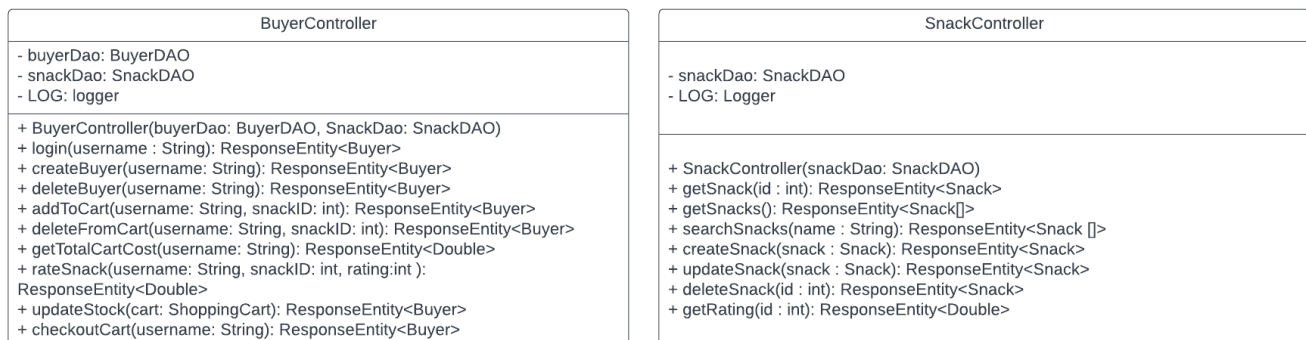 BuyerController
- buyerDao: BuyerDAO
- snackDao: SnackDAO
- LOG: logger
+ BuyerController(buyerDao: BuyerDAO, SnackDao: SnackDAO)
+ login(username : String): ResponseEntity<Buyer>
+ createBuyer(username: String): ResponseEntity<Buyer>
+ deleteBuyer(username: String): ResponseEntity<Buyer>
+ addToCart(username: String, snackID: int): ResponseEntity<Buyer>
+ deleteFromCart(username: String, snackID: int): ResponseEntity<Buyer>
+ getTotalCartCost(username: String): ResponseEntity<Double>
+ rateSnack(username: String, snackID: int, rating:int ):
ResponseEntity<Double>
+ updateStock(cart: ShoppingCart): ResponseEntity<Buyer>
+ checkoutCart(username: String): ResponseEntity<Buyer>
SnackController
- snackDao: SnackDAO
- LOG: Logger
+ SnackController(snackDao: SnackDAO)
+ getSnack(id : int): ResponseEntity<Snack>
+ getSnacks(): ResponseEntity<Snack[]>
+ searchSnacks(name : String): ResponseEntity<Snack []>
+ createSnack(snack : Snack): ResponseEntity<Snack>
+ updateSnack(snack : Snack): ResponseEntity<Snack>
+ deleteSnack(id : int): ResponseEntity<Snack>
+ getRating(id : int): ResponseEntity<Double>